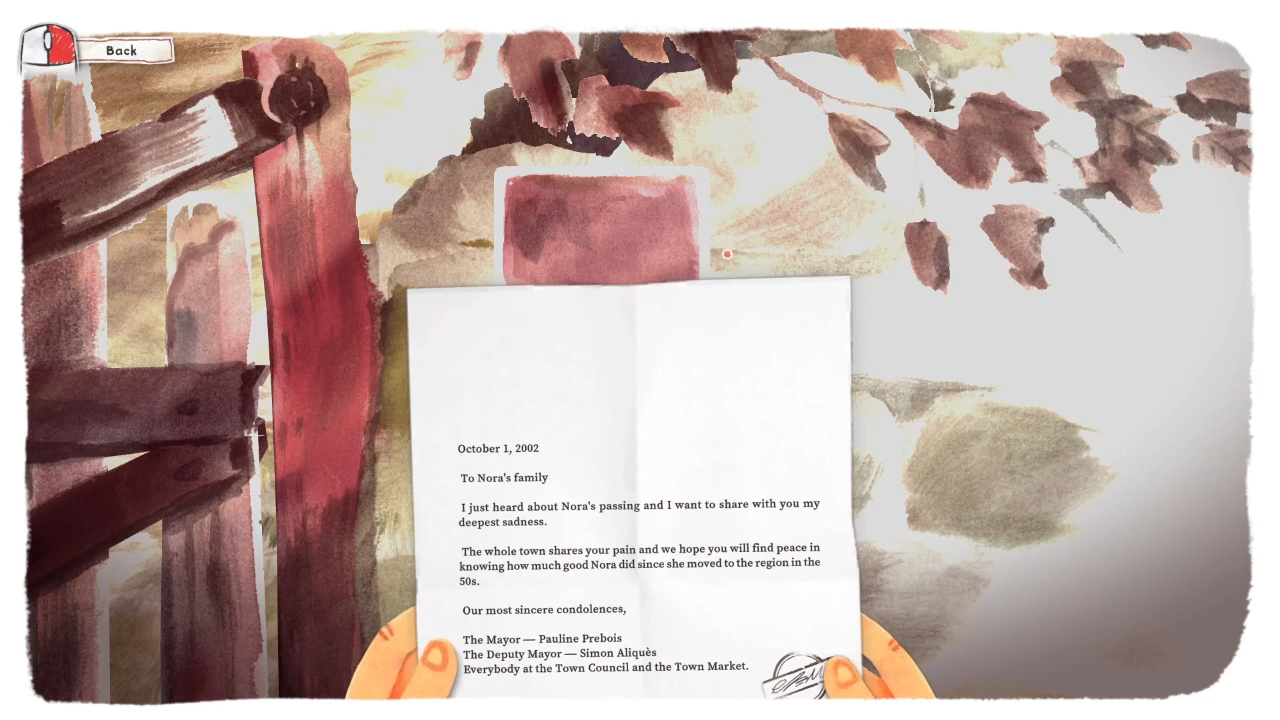 Back
October 1, 2002
To Nora's family
I just heard about Nora's passing and I want to share with you my
deepest sadness.
The whole town shares your pain and we hope you will find peace in
knowing how much good Nora did since she moved to the region in the
50s.
Our most sincere condolences,
The Mayor — Pauline Prebois
The Deputy Mayor — Simon Aliquès
Everybody at the Town Council and the Town Market.